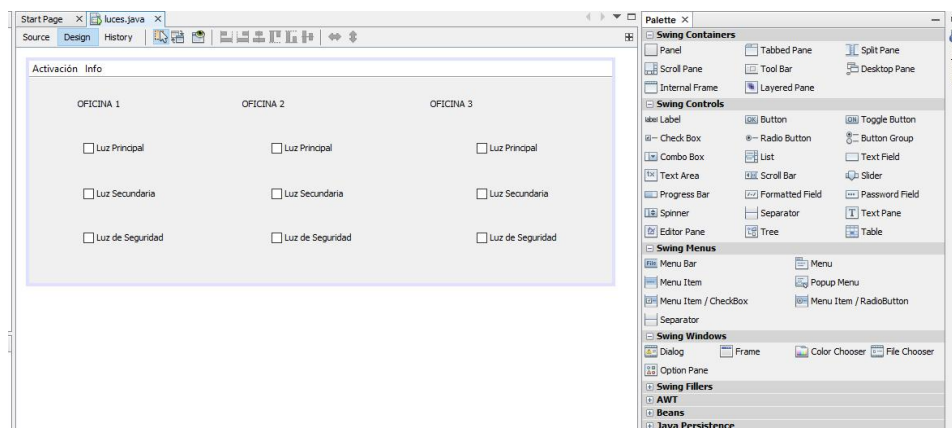 Start Page
luces.java
Source Design History
Activación Info
OFICINA 1 OFICINA 2 OFICINA 3
Luz Principal Luz Principal Luz Principal
Luz Secundaria Luz Secundaria Luz Secundaria
Luz de Seguridad Luz de Seguridad Luz de Seguridad
Palette
Swing Containers
Panel Tabbed Pane Split Pane
Scroll Pane Tool Bar Desktop Pane
Internal Frame Layered Pane
Swing Controls
label Label Button Toggle Button
Check Box Radio Button Button Group
Combo Box List Text Field
Text Area Scroll Bar Slider
Progress Bar Formatted Field Password Field
Spinner Separator Text Pane
Editor Pane Tree Table
Swing Menus
Menu Bar Menu
Menu Item Popup Menu
Menu Item / CheckBox Menu Item / RadioButton
Separator
Swing Windows
Dialog Frame Color Chooser File Chooser
Option Pane
Swing Fillers
AWT
Beans
Java Persistence